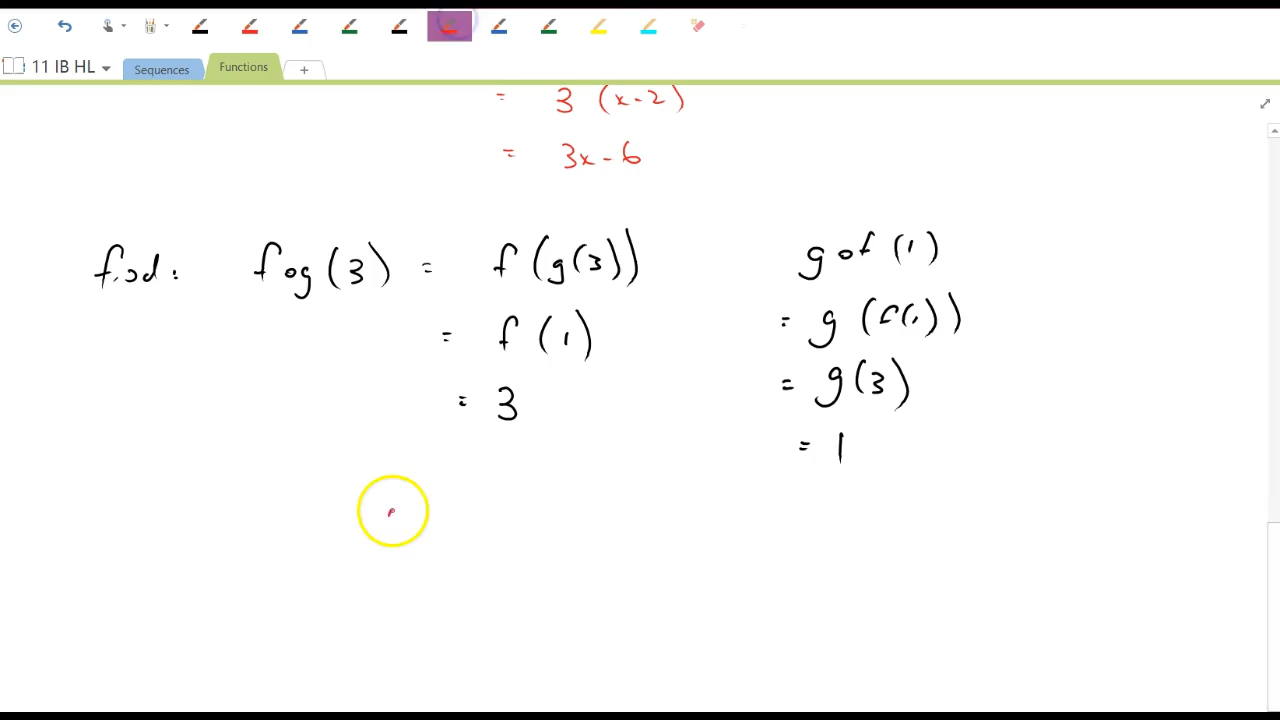 11 IB HL
Sequences
Functions
+
= 3 (x-2)
= 3x-6
find: fog(3) = f(g(3))
= f(1)
= 3
gof(1)
= g(f(1))
= g(3)
= 1